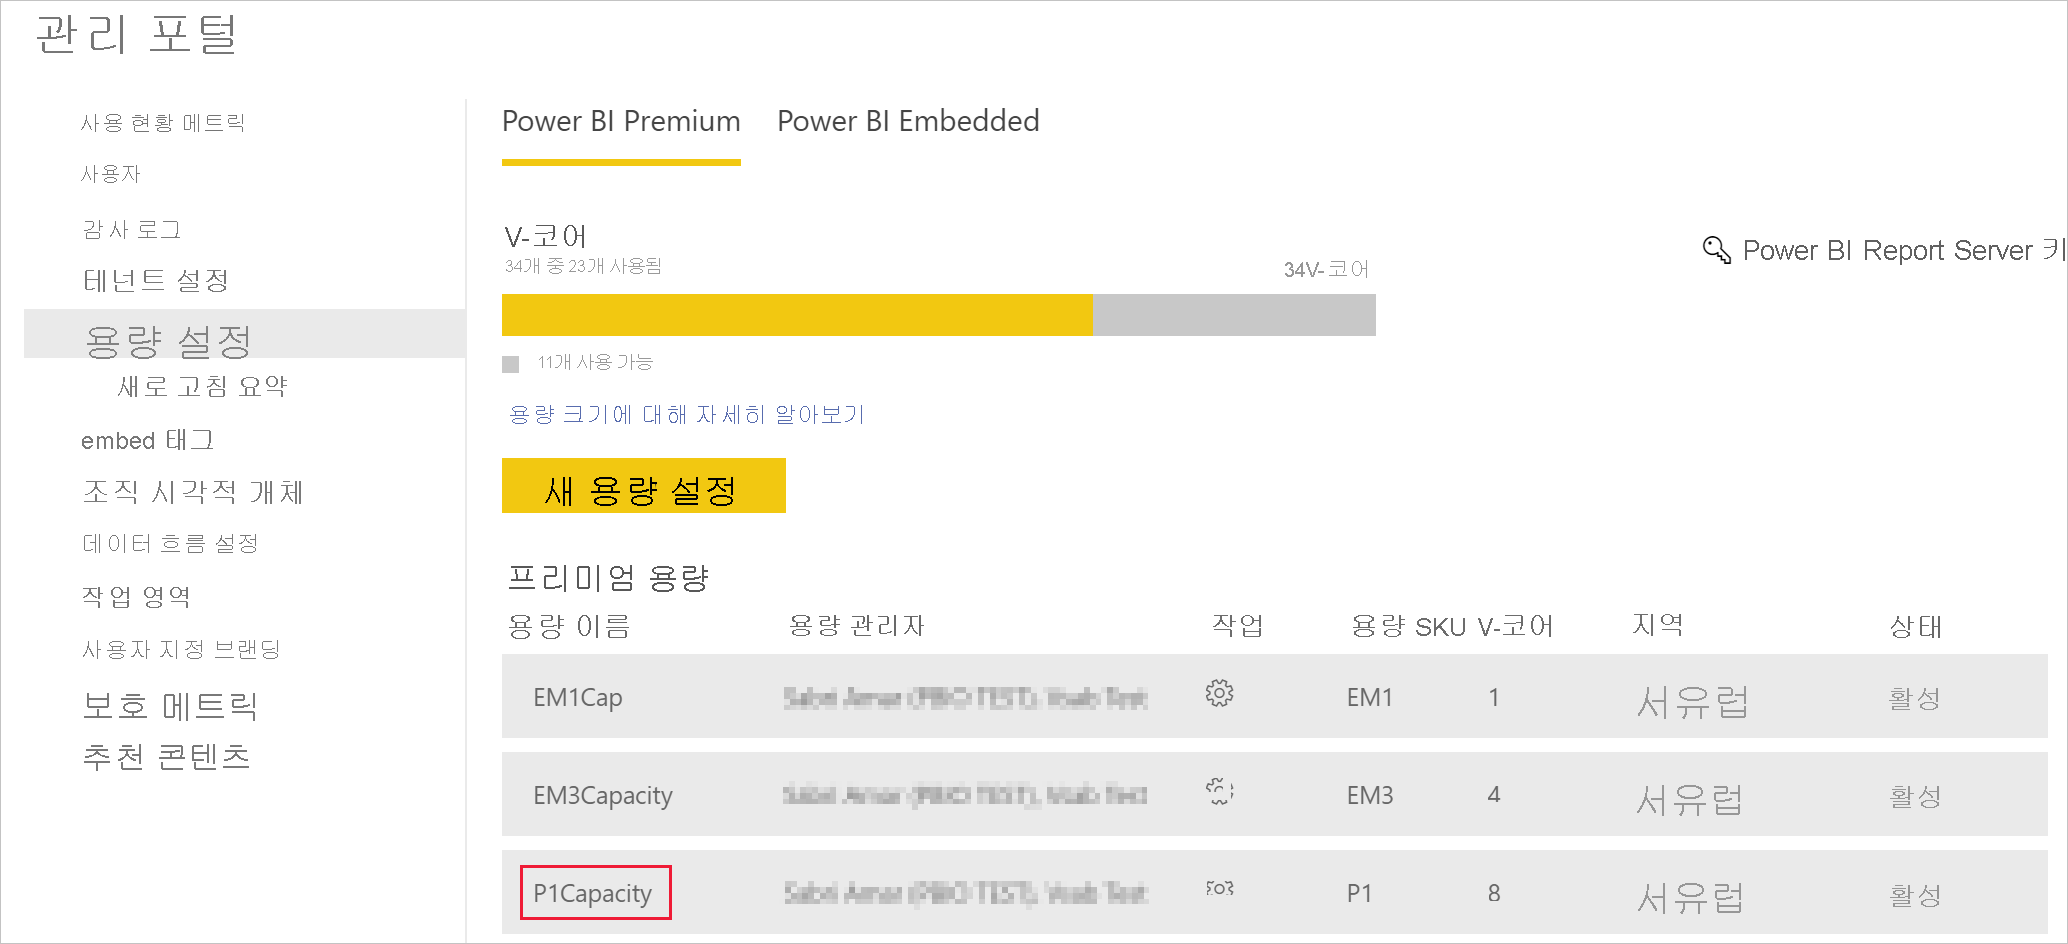 관리 포털
사용 현황 메트릭
사용자
감사 로그
테넌트 설정
용량 설정
새로 고침 요약
embed 태그
조직 시각적 개체
데이터 흐름 설정
작업 영역
사용자 지정 브랜딩
보호 메트릭
추천 콘텐츠
Power BI Premium Power BI Embedded
V-코어
34개 중 23개 사용됨
34V-코어
Power BI Report Server 키
11개 사용 가능
용량 크기에 대해 자세히 알아보기
새 용량 설정
프리미엄 용량
용량 이름 용량 관리자 작업 용량 SKU V-코어 지역 상태
EM1Cap EM1 1 서유럽 활성
EM3Capacity EM3 4 서유럽 활성
P1Capacity P1 8 서유럽 활성